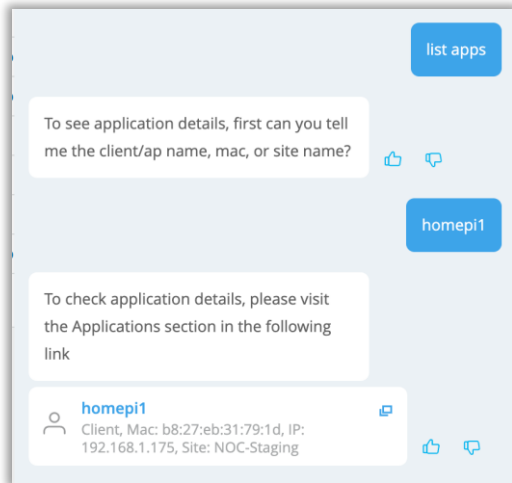 list apps
To see application details, first can you tell
me the client/ap name, mac, or site name?
homepi1
To check application details, please visit
the Applications section in the following
link
homepi1
Client, Mac: b8:27:eb:31:79:1d, IP:
192.168.1.175, Site: NOC-Staging